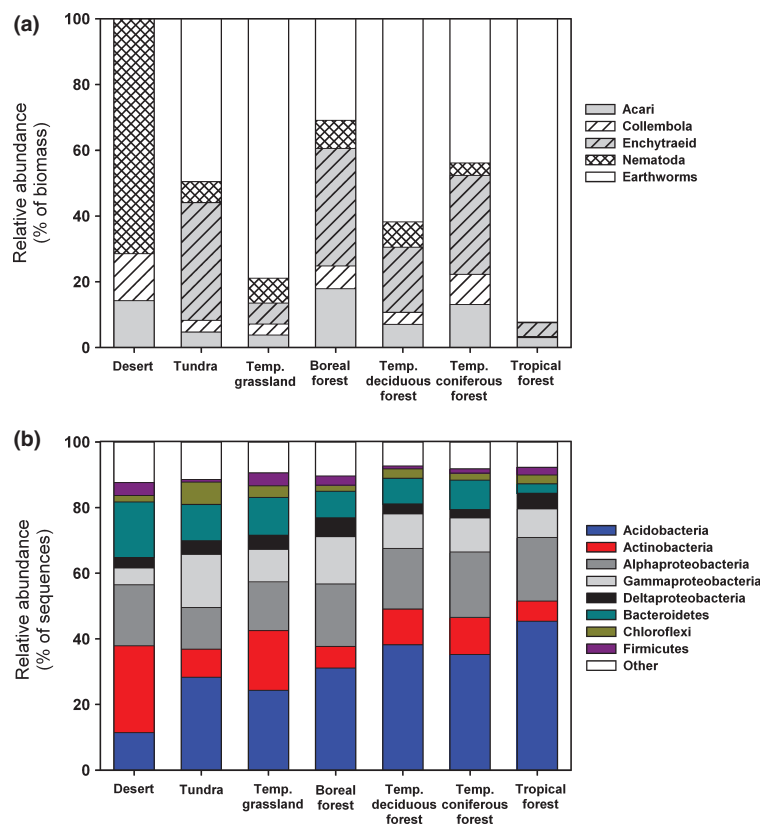 (a)
Relative abundance
(% of biomass)
100
80
60
40
20
0
Desert
Tundra
Temp.
grassland
Boreal
forest
Temp.
deciduous
forest
Temp.
coniferous
forest
Tropical
forest
Acari
Collembola
Enchytraeid
Nematoda
Earthworms
(b)
Relative abundance
(% of sequences)
100
80
60
40
20
0
Desert
Tundra
Temp.
grassland
Boreal
forest
Temp.
deciduous
forest
Temp.
coniferous
forest
Tropical
forest
Acidobacteria
Actinobacteria
Alphaproteobacteria
Gammaproteobacteria
Deltaproteobacteria
Bacteroidetes
Chloroflexi
Firmicutes
Other